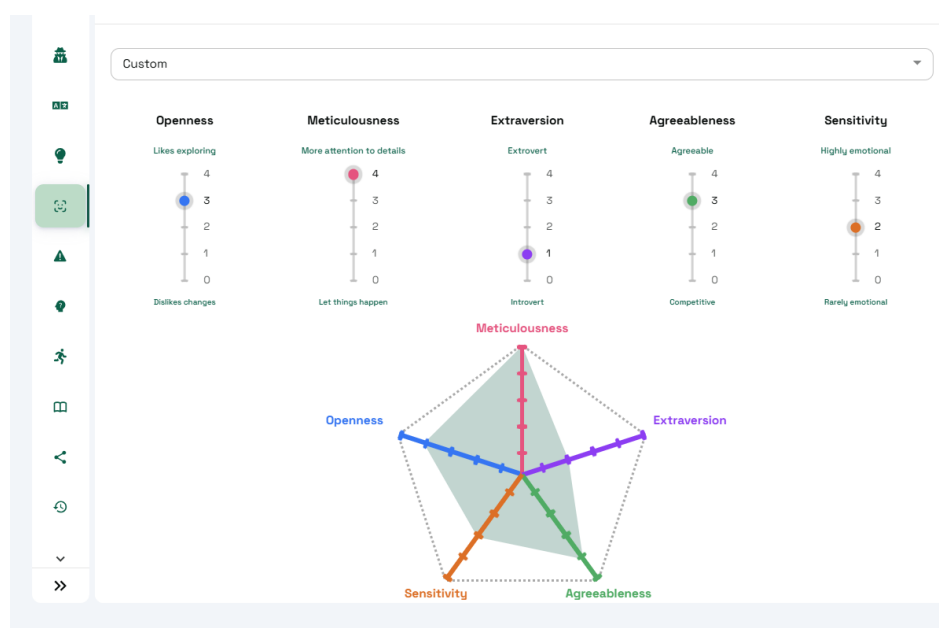 Custom
Openness
Meticulousness
Extraversion
Agreeableness
Sensitivity
Likes exploring
More attention to details
Extrovert
Agreeable
Highly emotional
4
4
4
4
4
3
3
3
3
3
2
2
2
2
2
1
1
1
1
1
0
0
0
0
0
Dislikes changes
Let things happen
Introvert
Competitive
Rarely emotional
Meticulousness
Openness
Extraversion
Sensitivity
Agreeableness